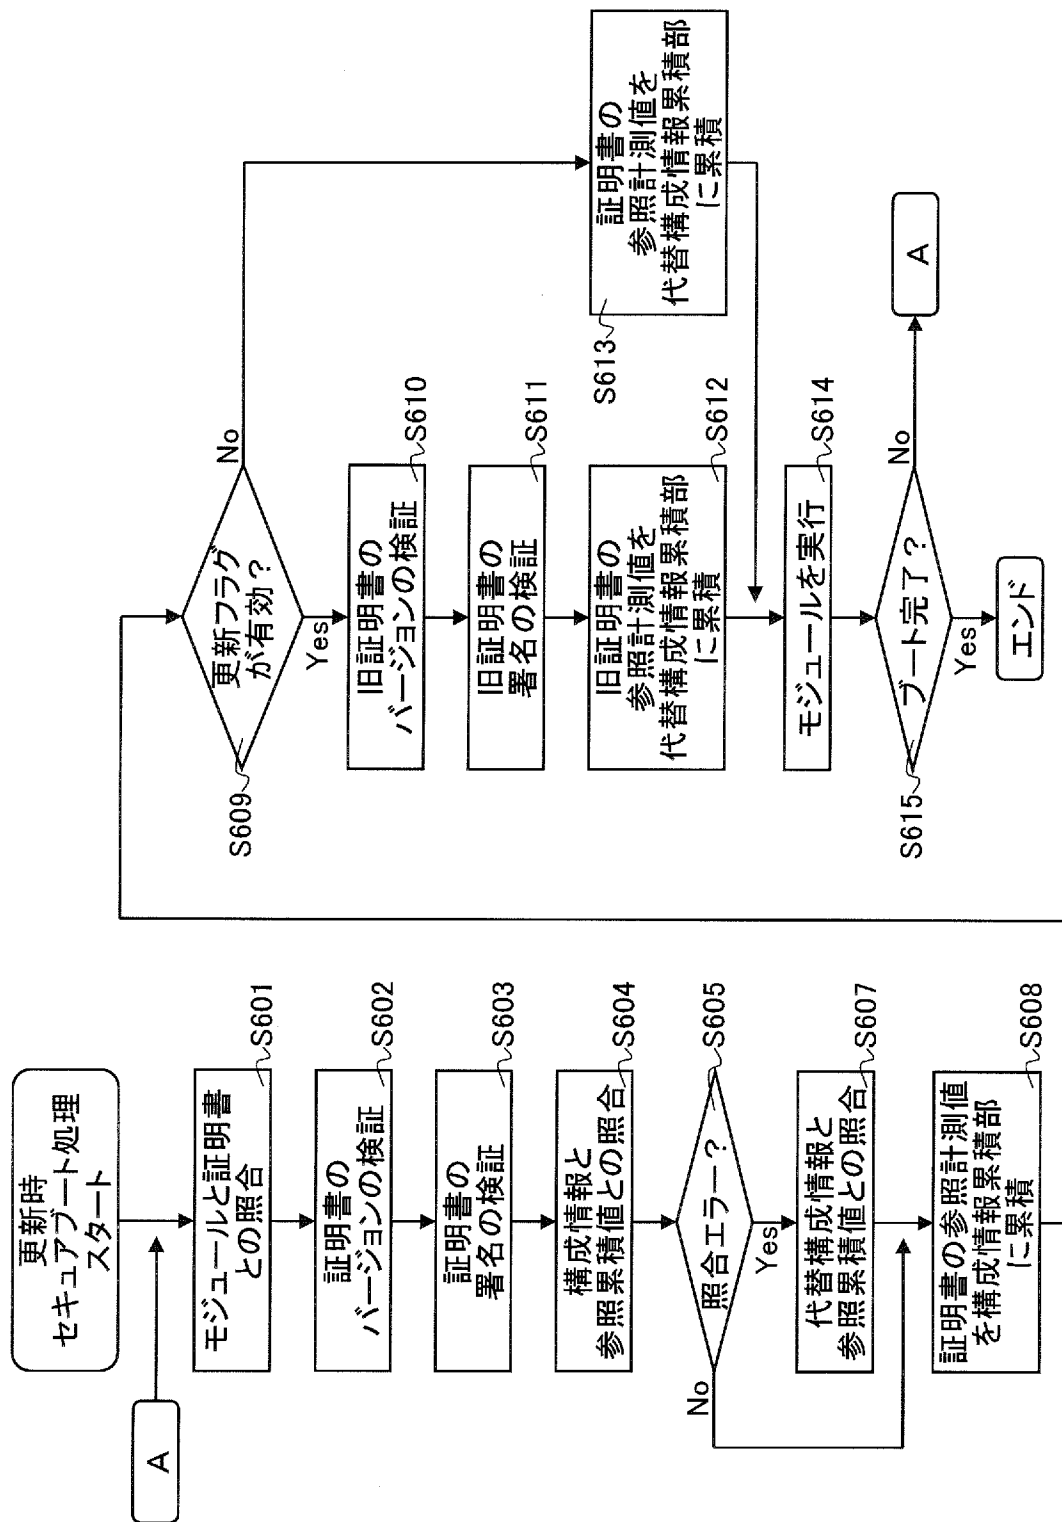 更新時
セキュアブート処理
スタート
A
モジュールと証明書
との照合
S601
証明書の
バージョンの検証
S602
証明書の
署名の検証
S603
構成情報と
参照累積値との照合
S604
照合エラー?
S605
No
Yes
代替構成情報と
参照累積値との照合
S607
証明書の参照計測値
を構成情報累積部
に累積
S608
更新フラグ
が有効?
S609
No
Yes
旧証明書の
バージョンの検証
S610
旧証明書の
署名の検証
S611
旧証明書の
参照計測値を
代替構成情報累積部
に累積
S612
証明書の
参照計測値を
代替構成情報累積部
に累積
S613
モジュールを実行
S614
ブート完了?
S615
No
A
Yes
エンド